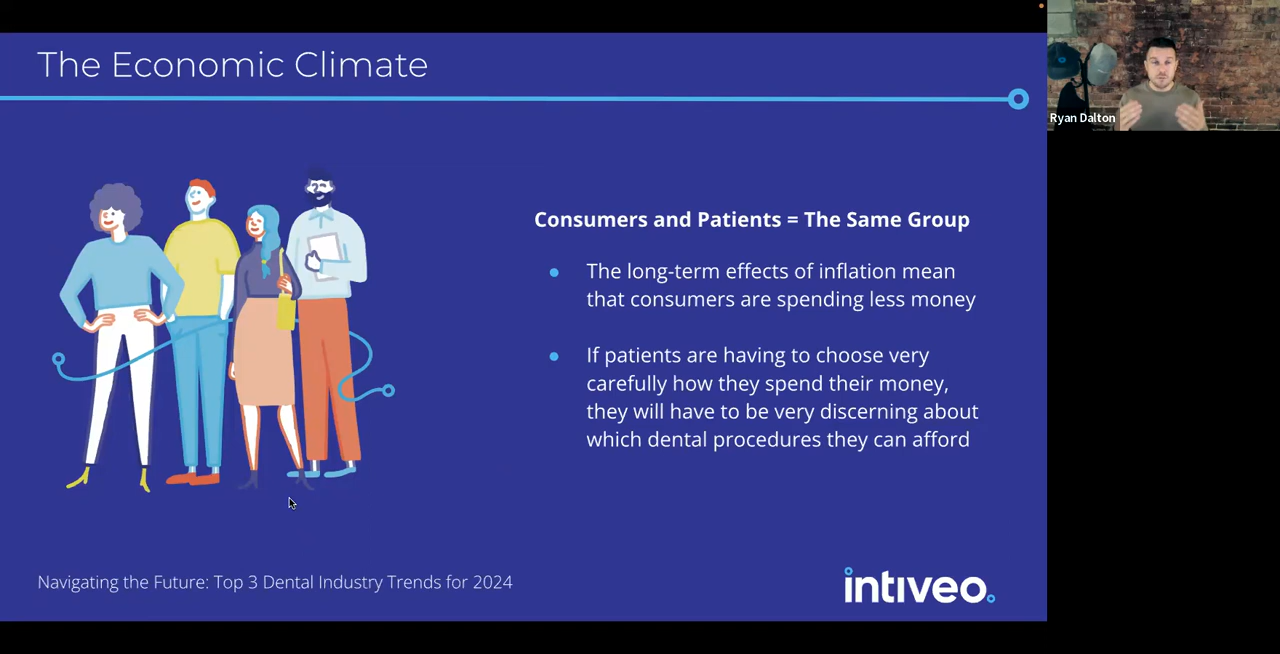 The Economic Climate
Ryan Dalton
Consumers and Patients = The Same Group
The long-term effects of inflation mean
that consumers are spending less money
If patients are having to choose very
carefully how they spend their money,
they will have to be very discerning about
which dental procedures they can afford
Navigating the Future: Top 3 Dental Industry Trends for 2024
intiveo.